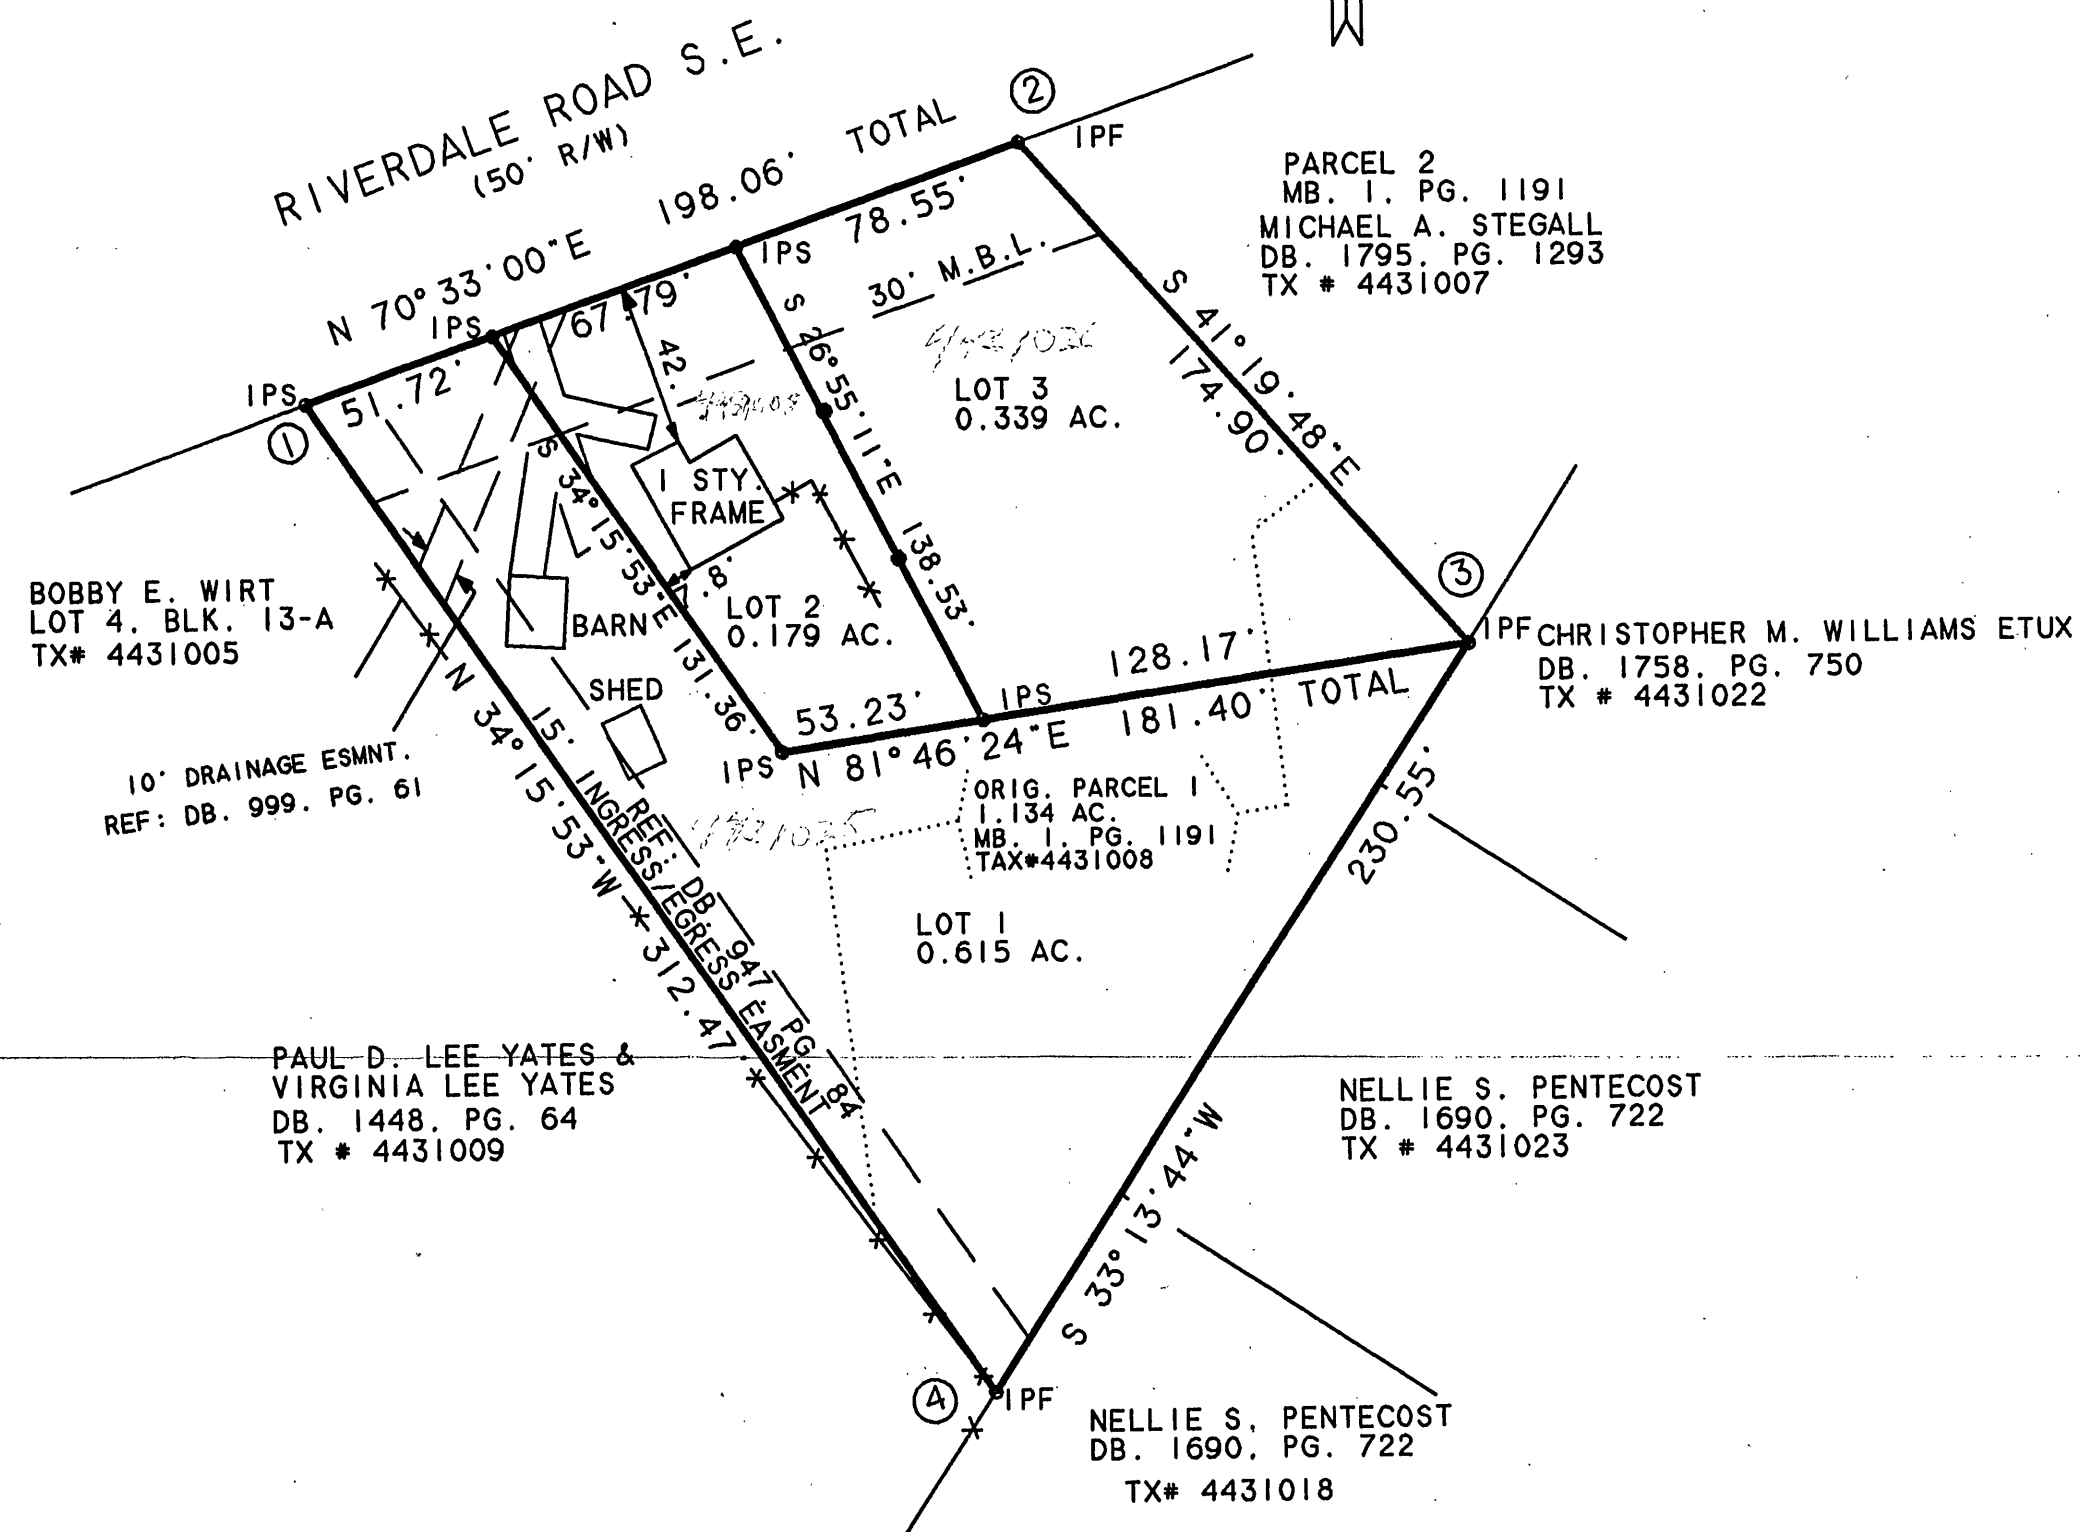 RIVERDALE ROAD S.E.
(50' R/W)
N 70°33'00"E 198.06' TOTAL
2
IPF
PARCEL 2
MB. 1, PG. 1191
MICHAEL A. STEGALL
DB. 1795, PG. 1293
TX # 4431007
78.55'
IPS
30' M.B.L.
67.79'
IPS
51.72'
IPS
1
42.'
S 26°55'11"E 138.53'
S 41°19'48"E
174.90'
LOT 3
0.339 AC.
1 STY.
FRAME
S 34°15'53"E 131.36'
8.'
LOT 2
0.179 AC.
BARN
SHED
BOBBY E. WIRT
LOT 4, BLK. 13-A
TX# 4431005
3
IPF
CHRISTOPHER M. WILLIAMS ETUX
DB. 1758, PG. 750
TX # 4431022
128.17'
IPS
53.23'
IPS
N 81°46'24"E 181.40' TOTAL
10' DRAINAGE ESMNT.
REF: DB. 999, PG. 61
ORIG. PARCEL 1
1.134 AC.
MB. 1, PG. 1191
TAX#4431008
4431025
230.55'
S 33°13'44"W
N 34°15'53"W 312.47'
15' INGRESS/EGRESS EASMENT
REF: DB. 947, PG. 84
LOT 1
0.615 AC.
PAUL D. LEE YATES &
VIRGINIA LEE YATES
DB. 1448, PG. 64
TX # 4431009
NELLIE S. PENTECOST
DB. 1690, PG. 722
TX # 4431023
4
IPF
NELLIE S. PENTECOST
DB. 1690, PG. 722
TX# 4431018